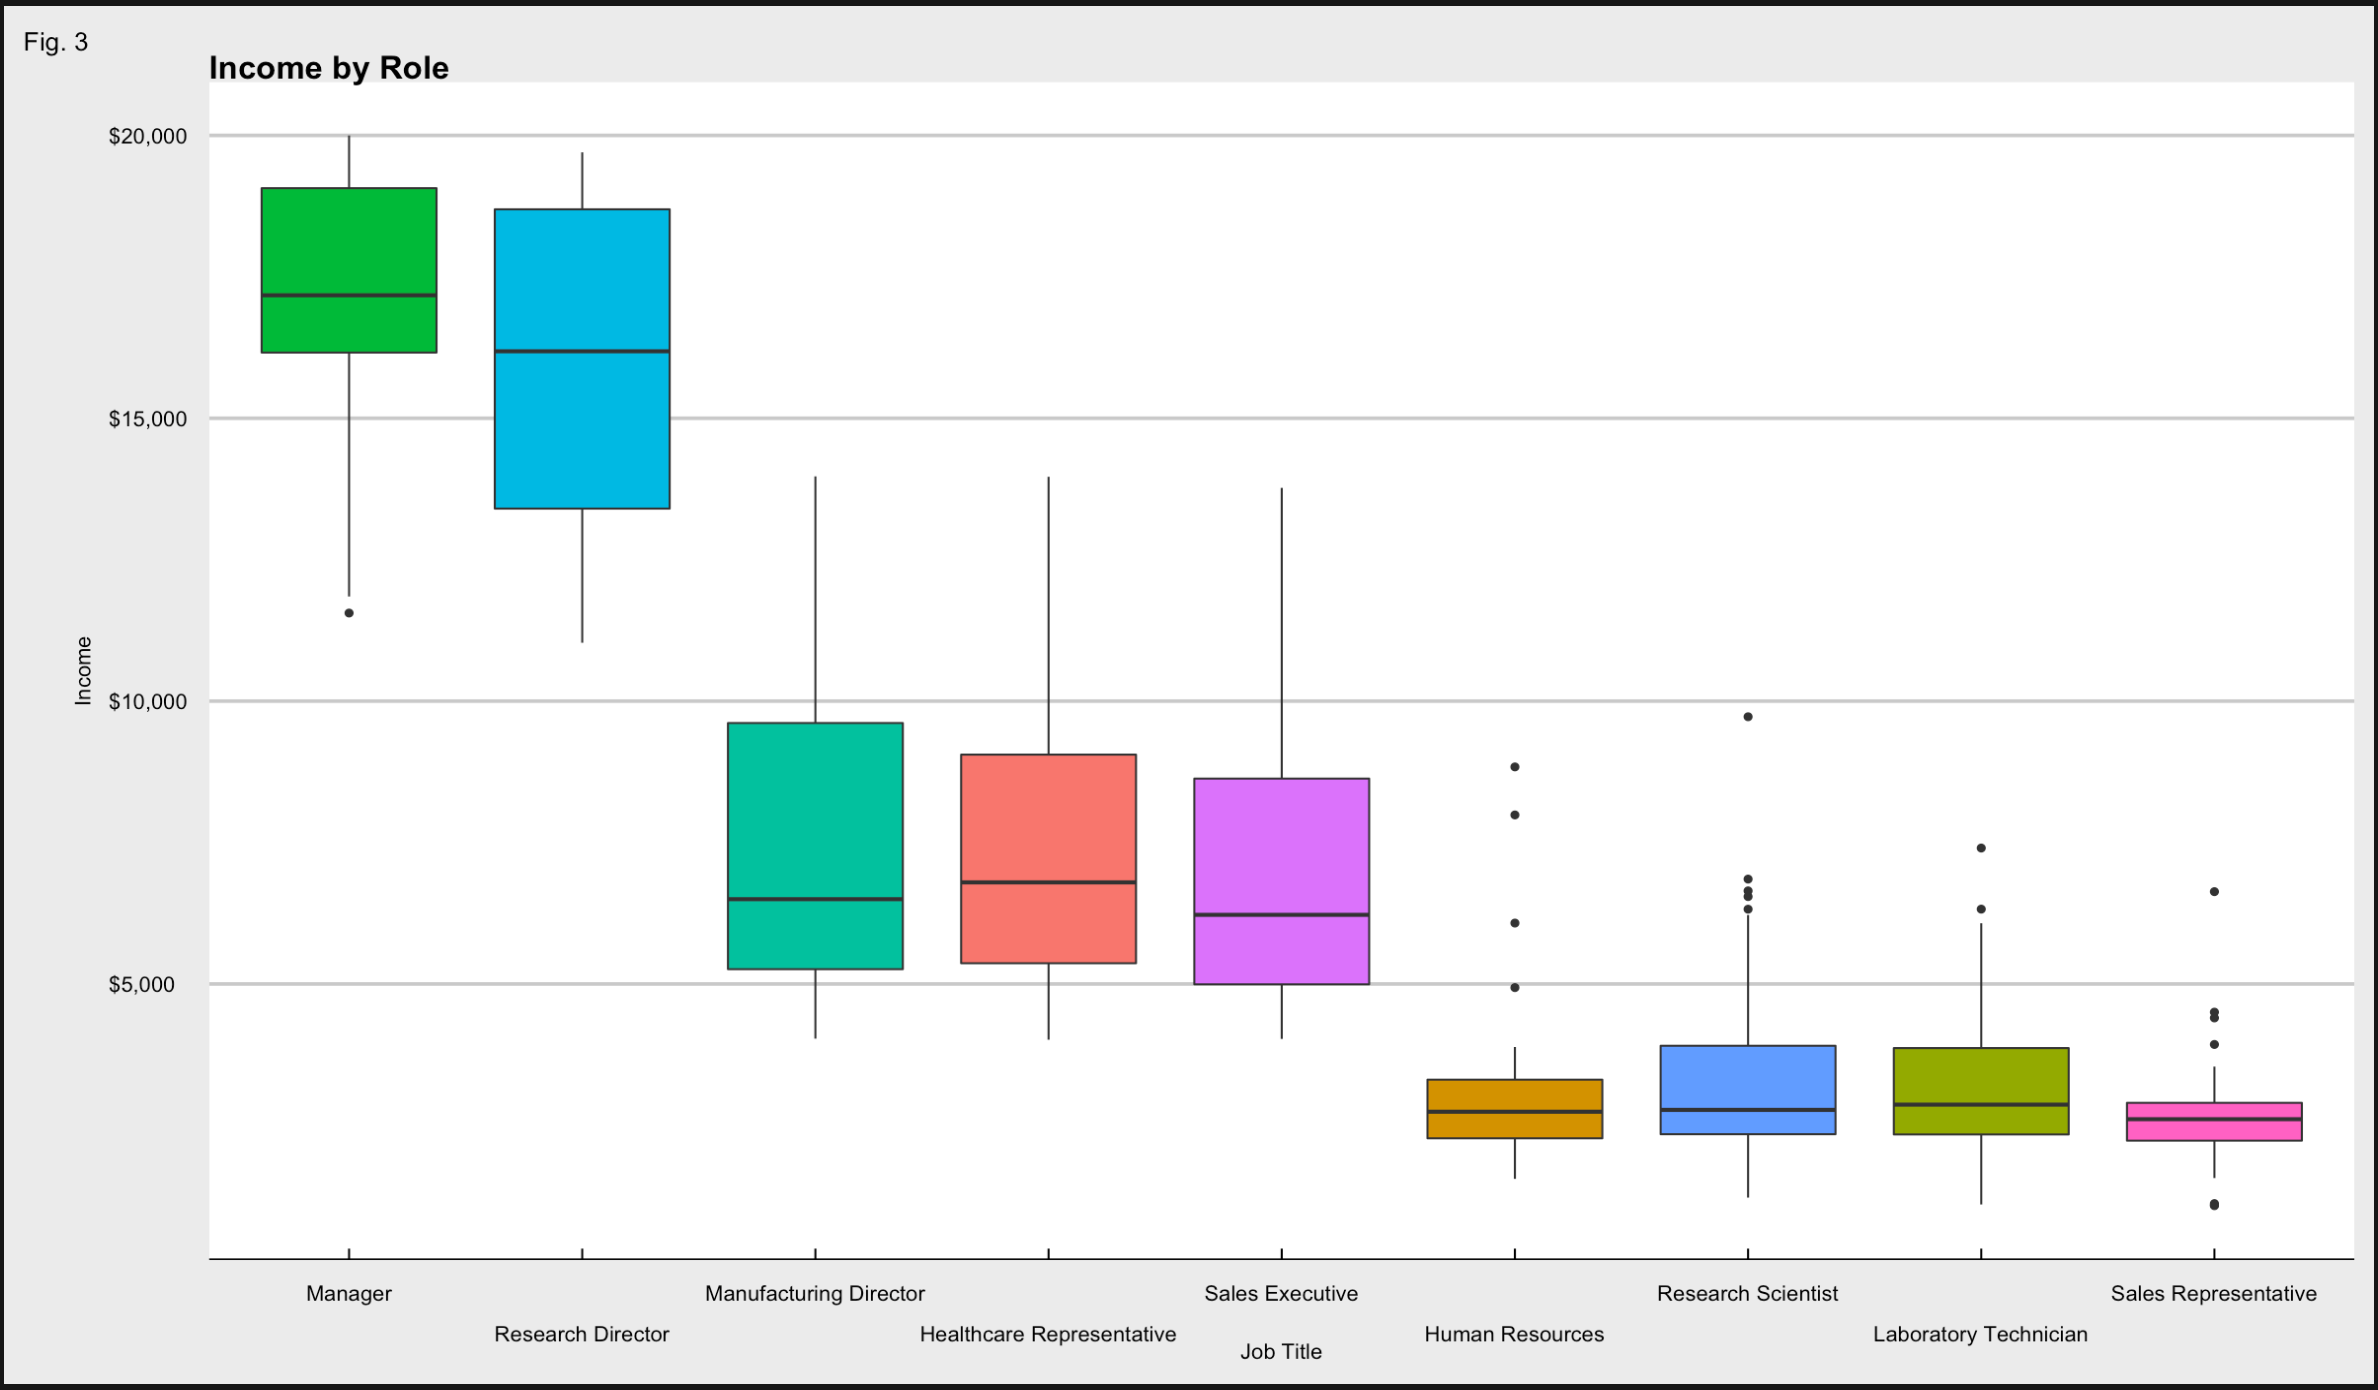 Fig. 3
Income by Role
$20,000
$15,000
$10,000
$5,000
Income
Manager
Manufacturing Director
Sales Executive
Research Scientist
Sales Representative
Research Director
Healthcare Representative
Human Resources
Laboratory Technician
Job Title